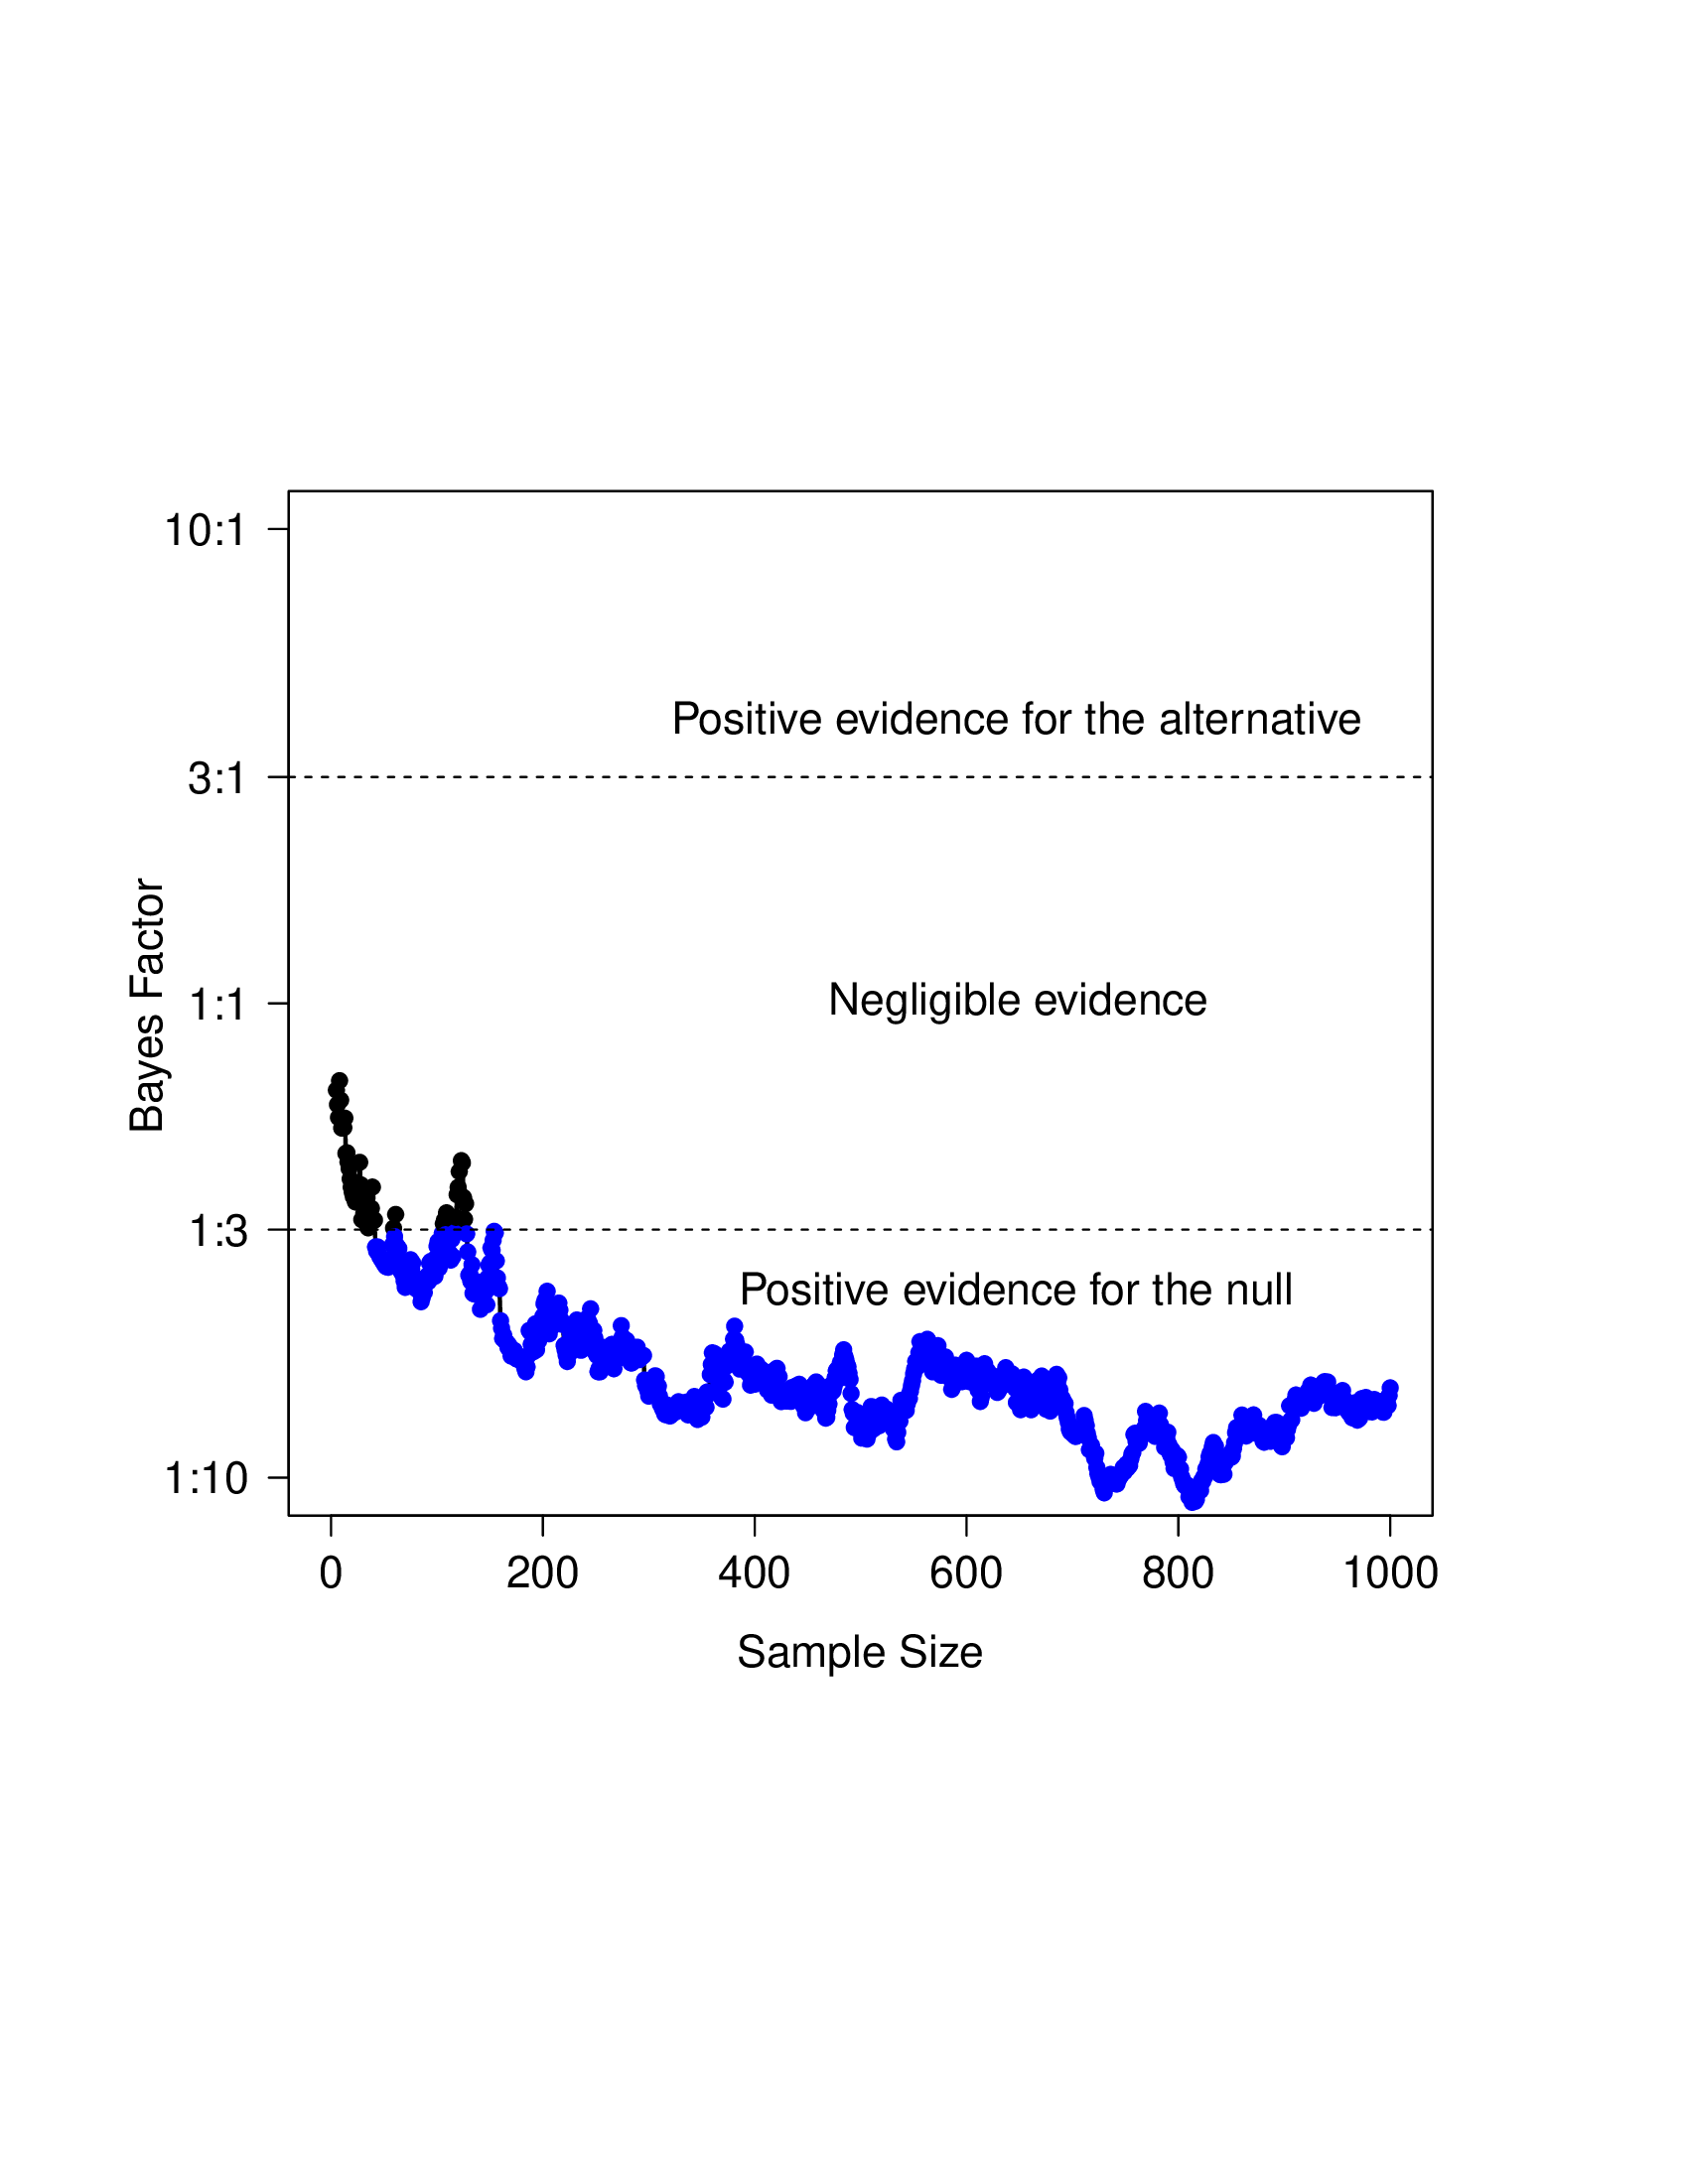 10:1
Positive evidence for the alternative
3:1
Bayes Factor
1:1
Negligible evidence
1:3
Positive evidence for the null
1:10
0 200 400 600 800 1000
Sample Size